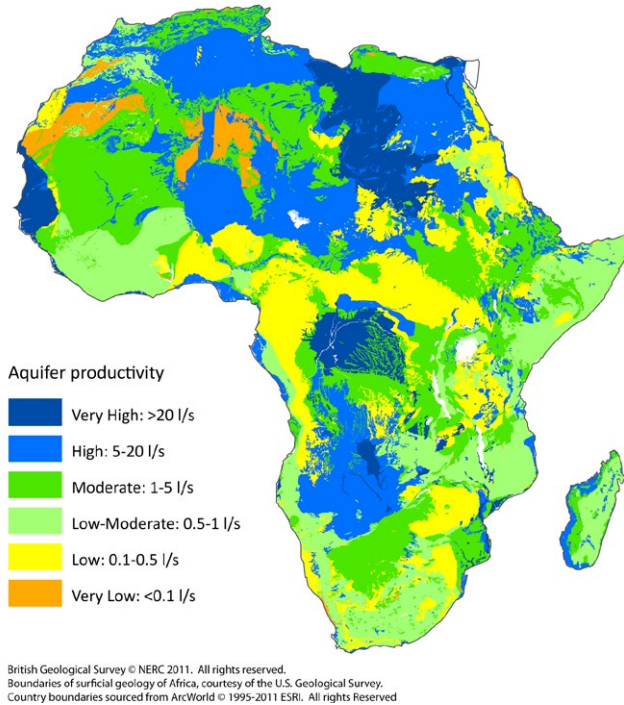 Aquifer productivity
Very High: >20 l/s
High: 5-20 l/s
Moderate: 1-5 l/s
Low-Moderate: 0.5-1 l/s
Low: 0.1-0.5 l/s
Very Low: <0.1 l/s
British Geological Survey © NERC 2011. All rights reserved.
Boundaries of surficial geology of Africa, courtesy of the U.S. Geological Survey.
Country boundaries sourced from ArcWorld © 1995-2011 ESRI. All rights Reserved